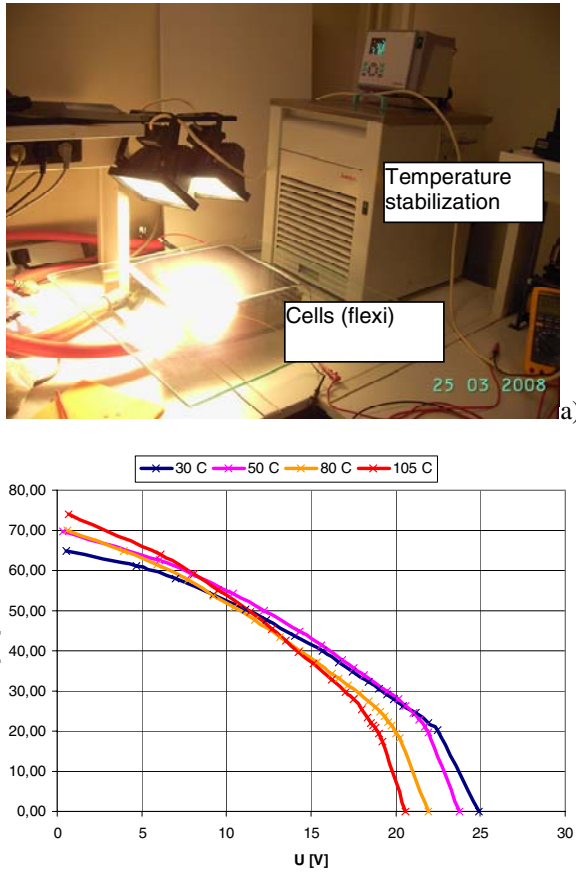 Temperature
stabilization
Cells (flexi)
25 03 2008
a)
30 C 50 C 80 C 105 C
80,00
70,00
60,00
50,00
40,00
30,00
20,00
10,00
0,00
0 5 10 15 20 25 30
U [V]